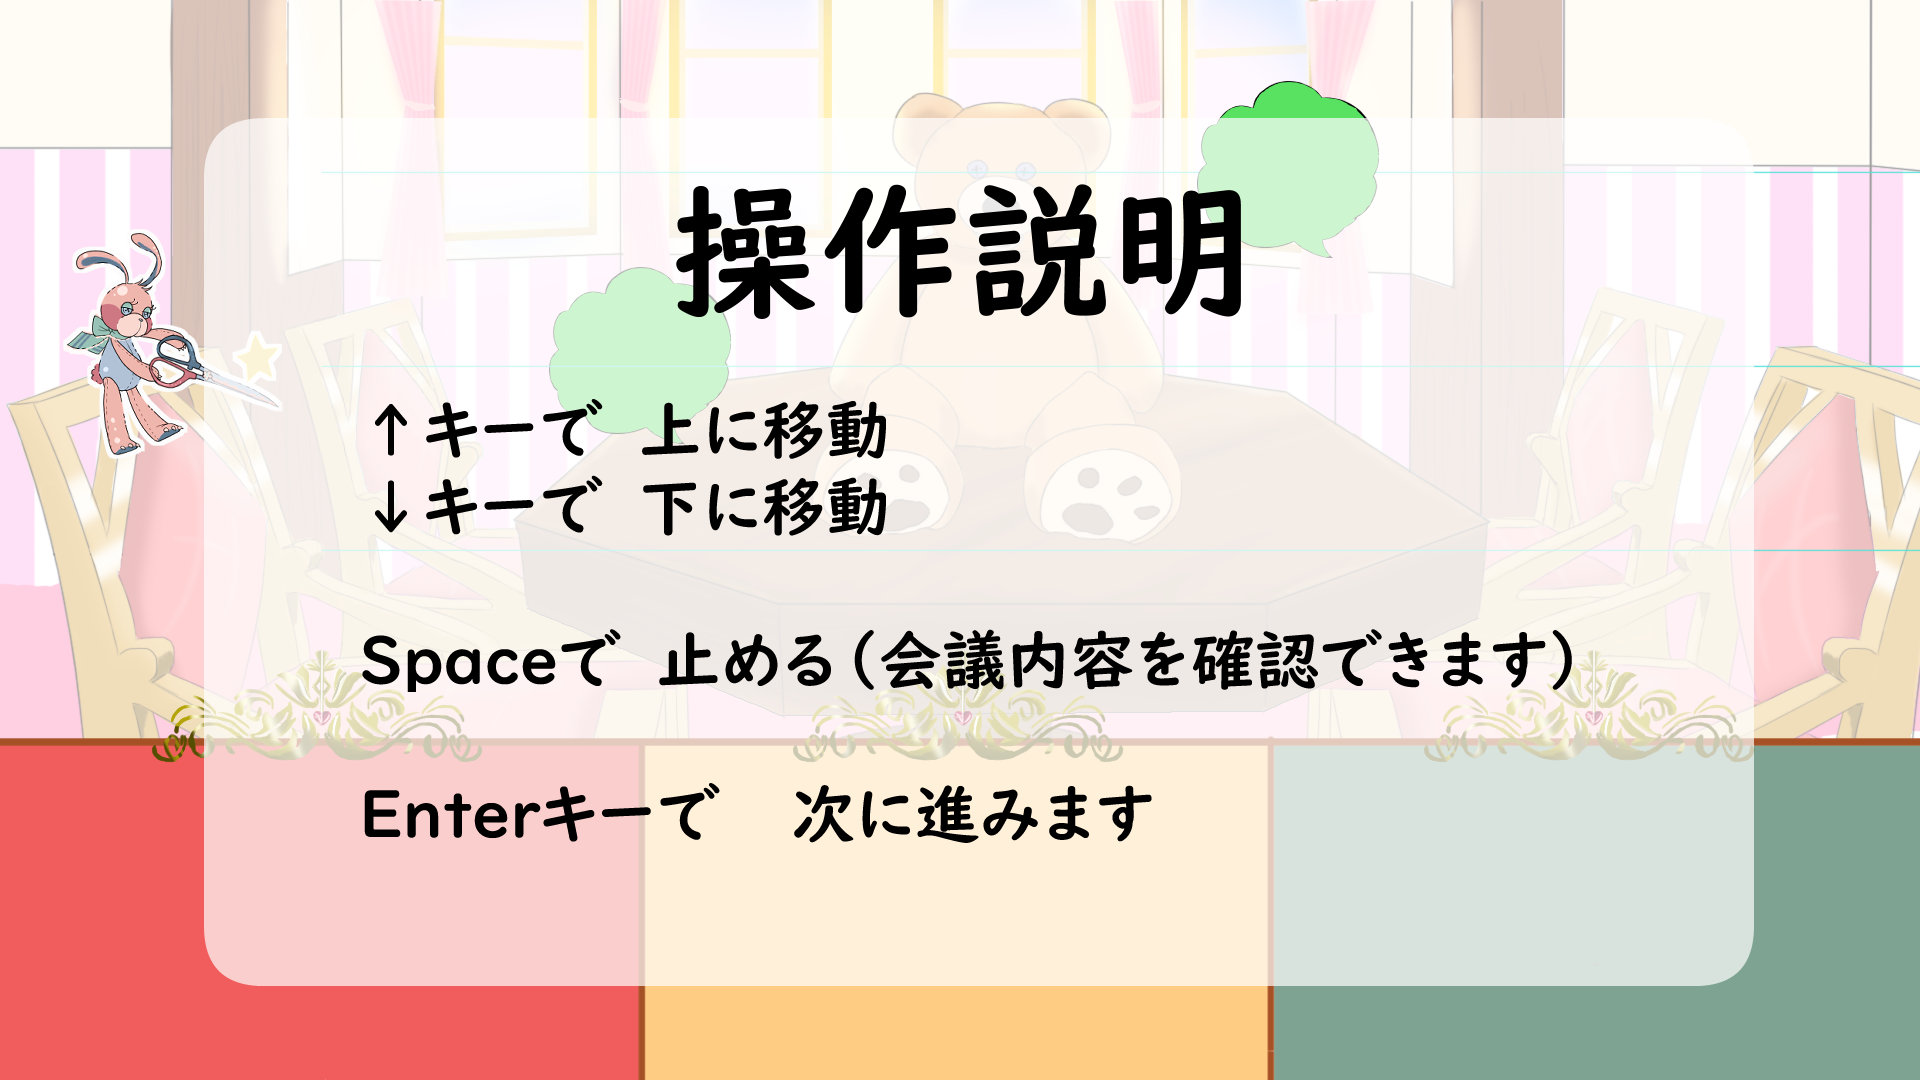 操作説明
↑キーで　上に移動
↓キーで　下に移動
Spaceで　止める（会議内容を確認できます）
Enterキーで　次に進みます